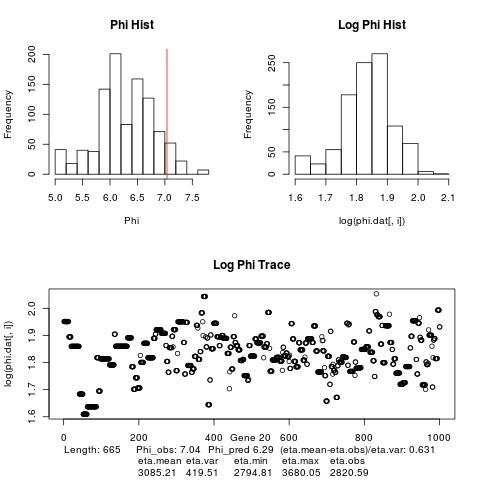 Phi Hist
Log Phi Hist
Frequency
0 50 100 150 200
5.0 5.5 6.0 6.5 7.0 7.5
Phi
Frequency
0 50 150 250
1.6 1.7 1.8 1.9 2.0 2.1
log(phi.dat[, i])
Log Phi Trace
log(phi.dat[, i])
1.6 1.7 1.8 1.9 2.0
0 200 400 600 800 1000
Gene 20
Length: 665 Phi_obs: 7.04 Phi_pred 6.29 (eta.mean-eta.obs)/eta.var: 0.631
eta.mean eta.var eta.min eta.max eta.obs
3085.21 419.51 2794.81 3680.05 2820.59